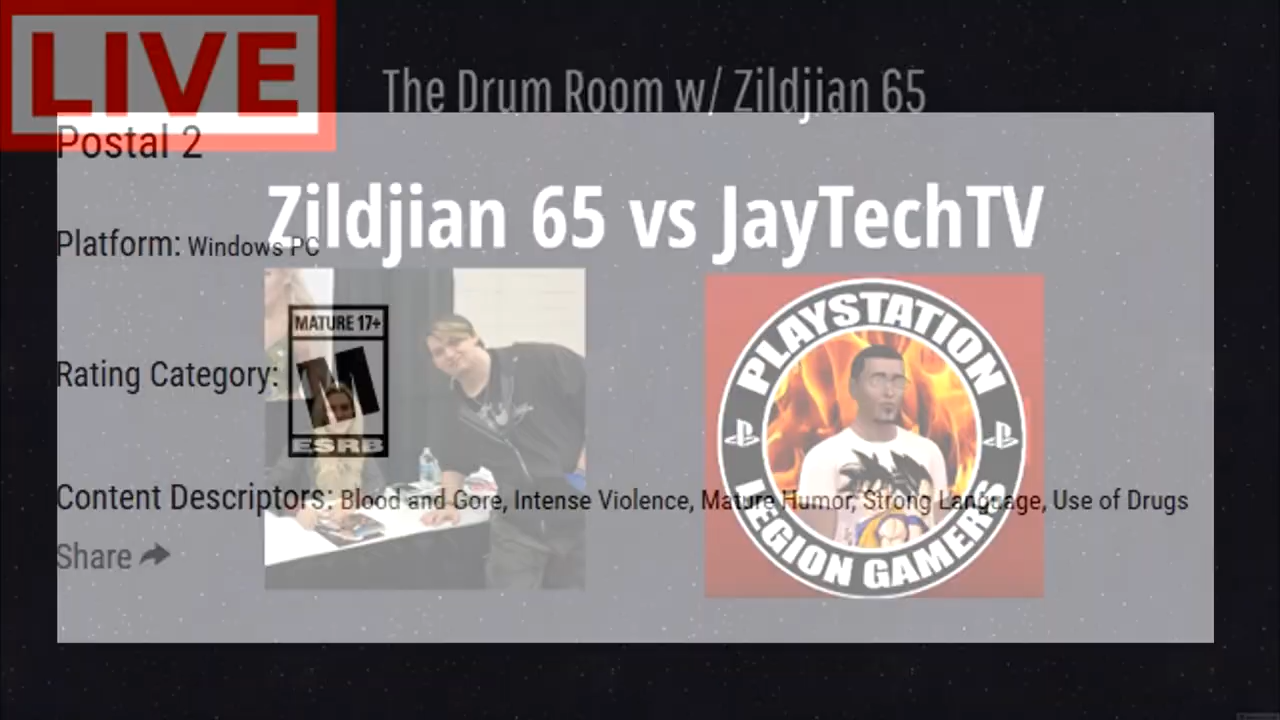 LIVE
The Drum Room w/ Zildjian 65
Postal 2
Zildjian 65 vs JayTechTV
Platform: Windows PC
MATURE 17+
M
ESRB
Rating Category:
PLAYSTATION
LEGION GAMERS
Content Descriptors: Blood and Gore, Intense Violence, Mature Humor, Strong Language, Use of Drugs
Share